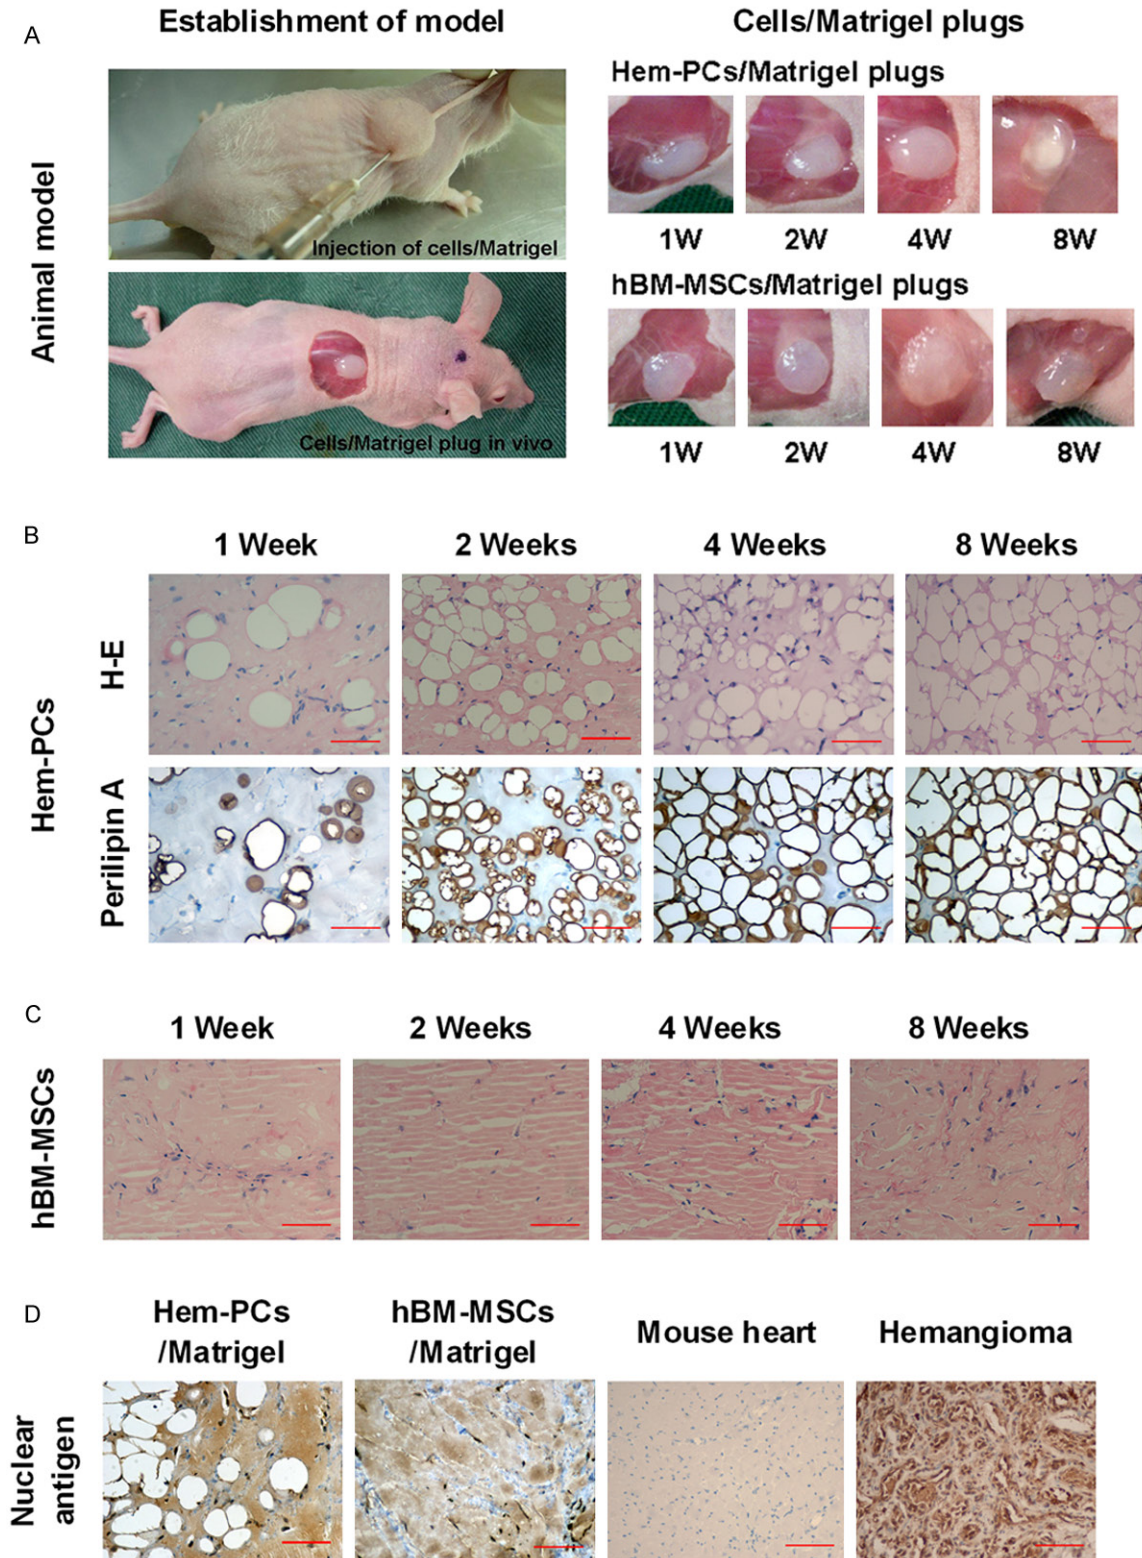 A
Establishment of model
Cells/Matrigel plugs
Animal model
Injection of cells/Matrigel
Cells/Matrigel plug in vivo
Hem-PCs/Matrigel plugs
1W 2W 4W 8W
hBM-MSCs/Matrigel plugs
1W 2W 4W 8W
B
1 Week 2 Weeks 4 Weeks 8 Weeks
Hem-PCs
H-E
Perilipin A
C
1 Week 2 Weeks 4 Weeks 8 Weeks
hBM-MSCs
D
Hem-PCs
/Matrigel
hBM-MSCs
/Matrigel
Mouse heart
Hemangioma
Nuclear
antigen